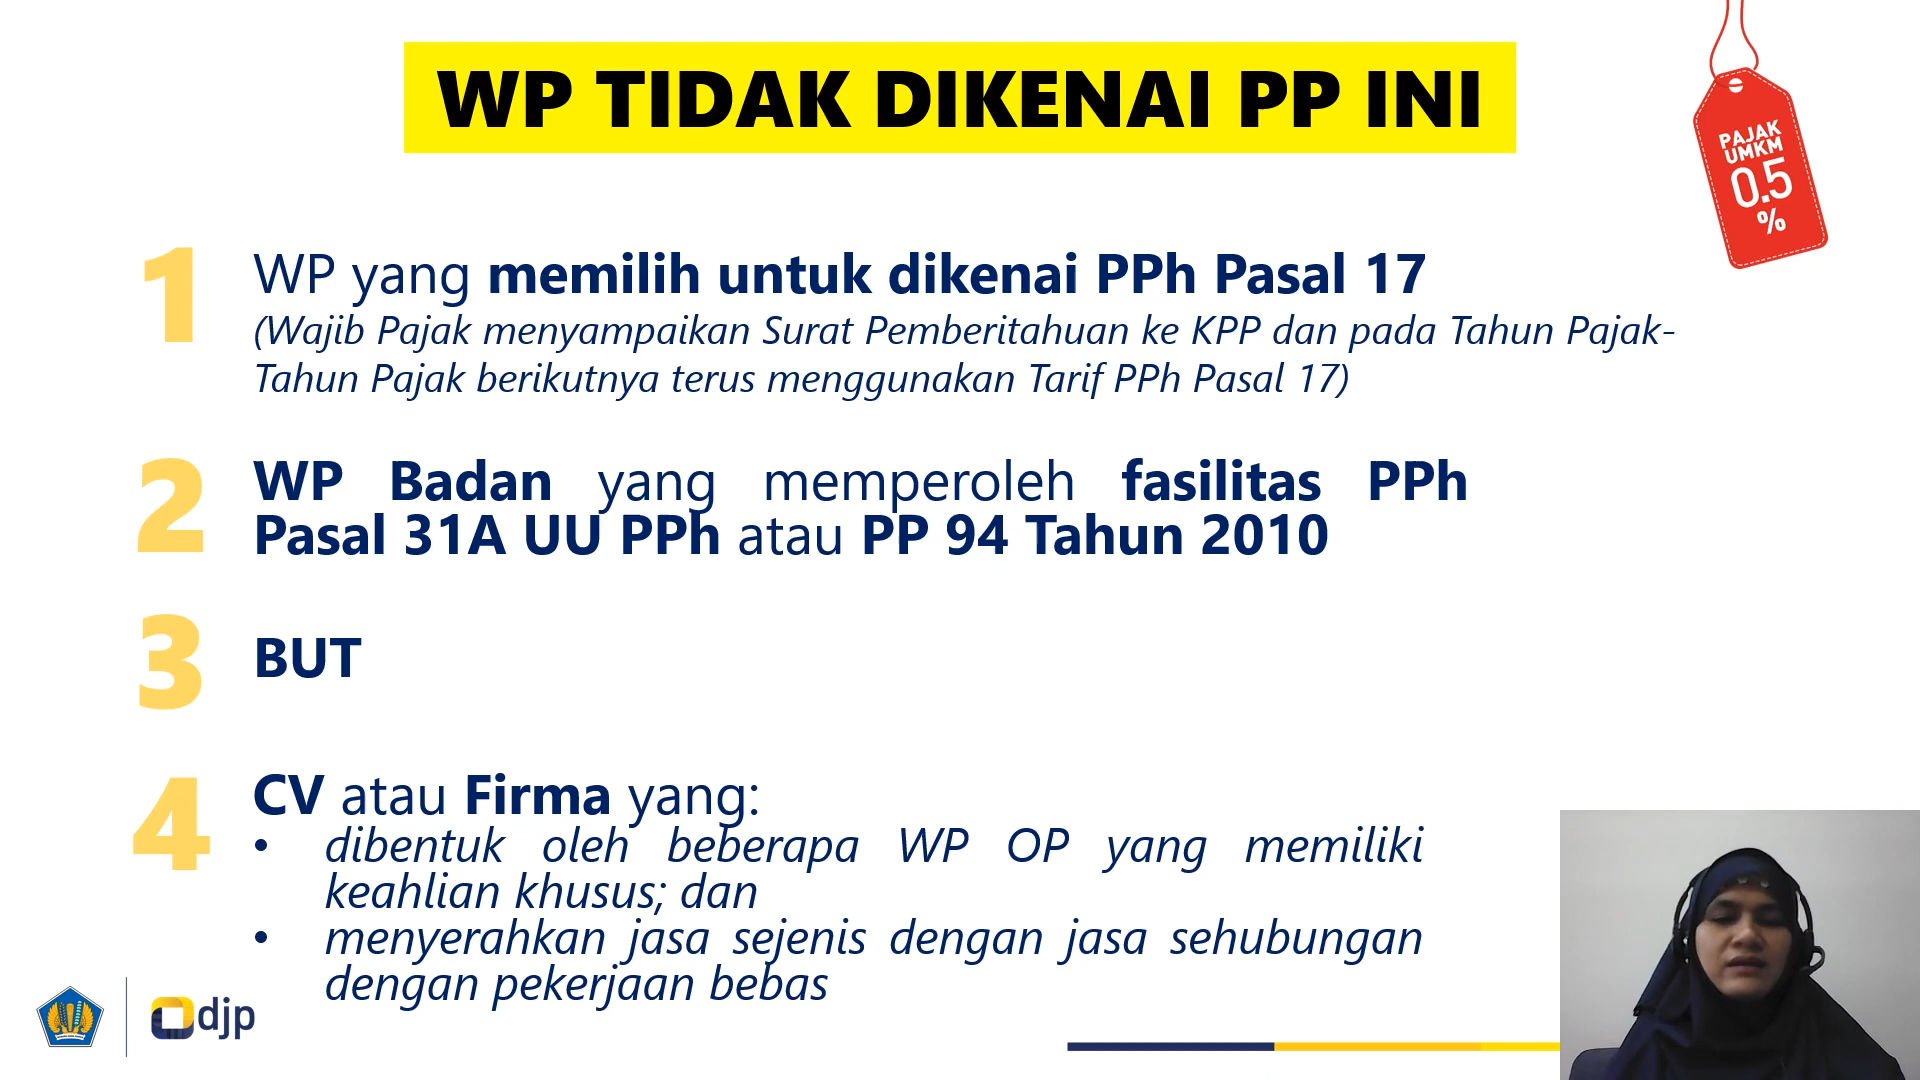 WP TIDAK DIKENAI PP INI
PAJAK
UMKM
0.5
%
1
WP yang memilih untuk dikenai PPh Pasal 17
(Wajib Pajak menyampaikan Surat Pemberitahuan ke KPP dan pada Tahun Pajak-
Tahun Pajak berikutnya terus menggunakan Tarif PPh Pasal 17)
2
WP Badan yang memperoleh fasilitas PPh
Pasal 31A UU PPh atau PP 94 Tahun 2010
3
BUT
4
CV atau Firma yang:
• dibentuk oleh beberapa WP OP yang memiliki
keahlian khusus; dan
• menyerahkan jasa sejenis dengan jasa sehubungan
dengan pekerjaan bebas
djp